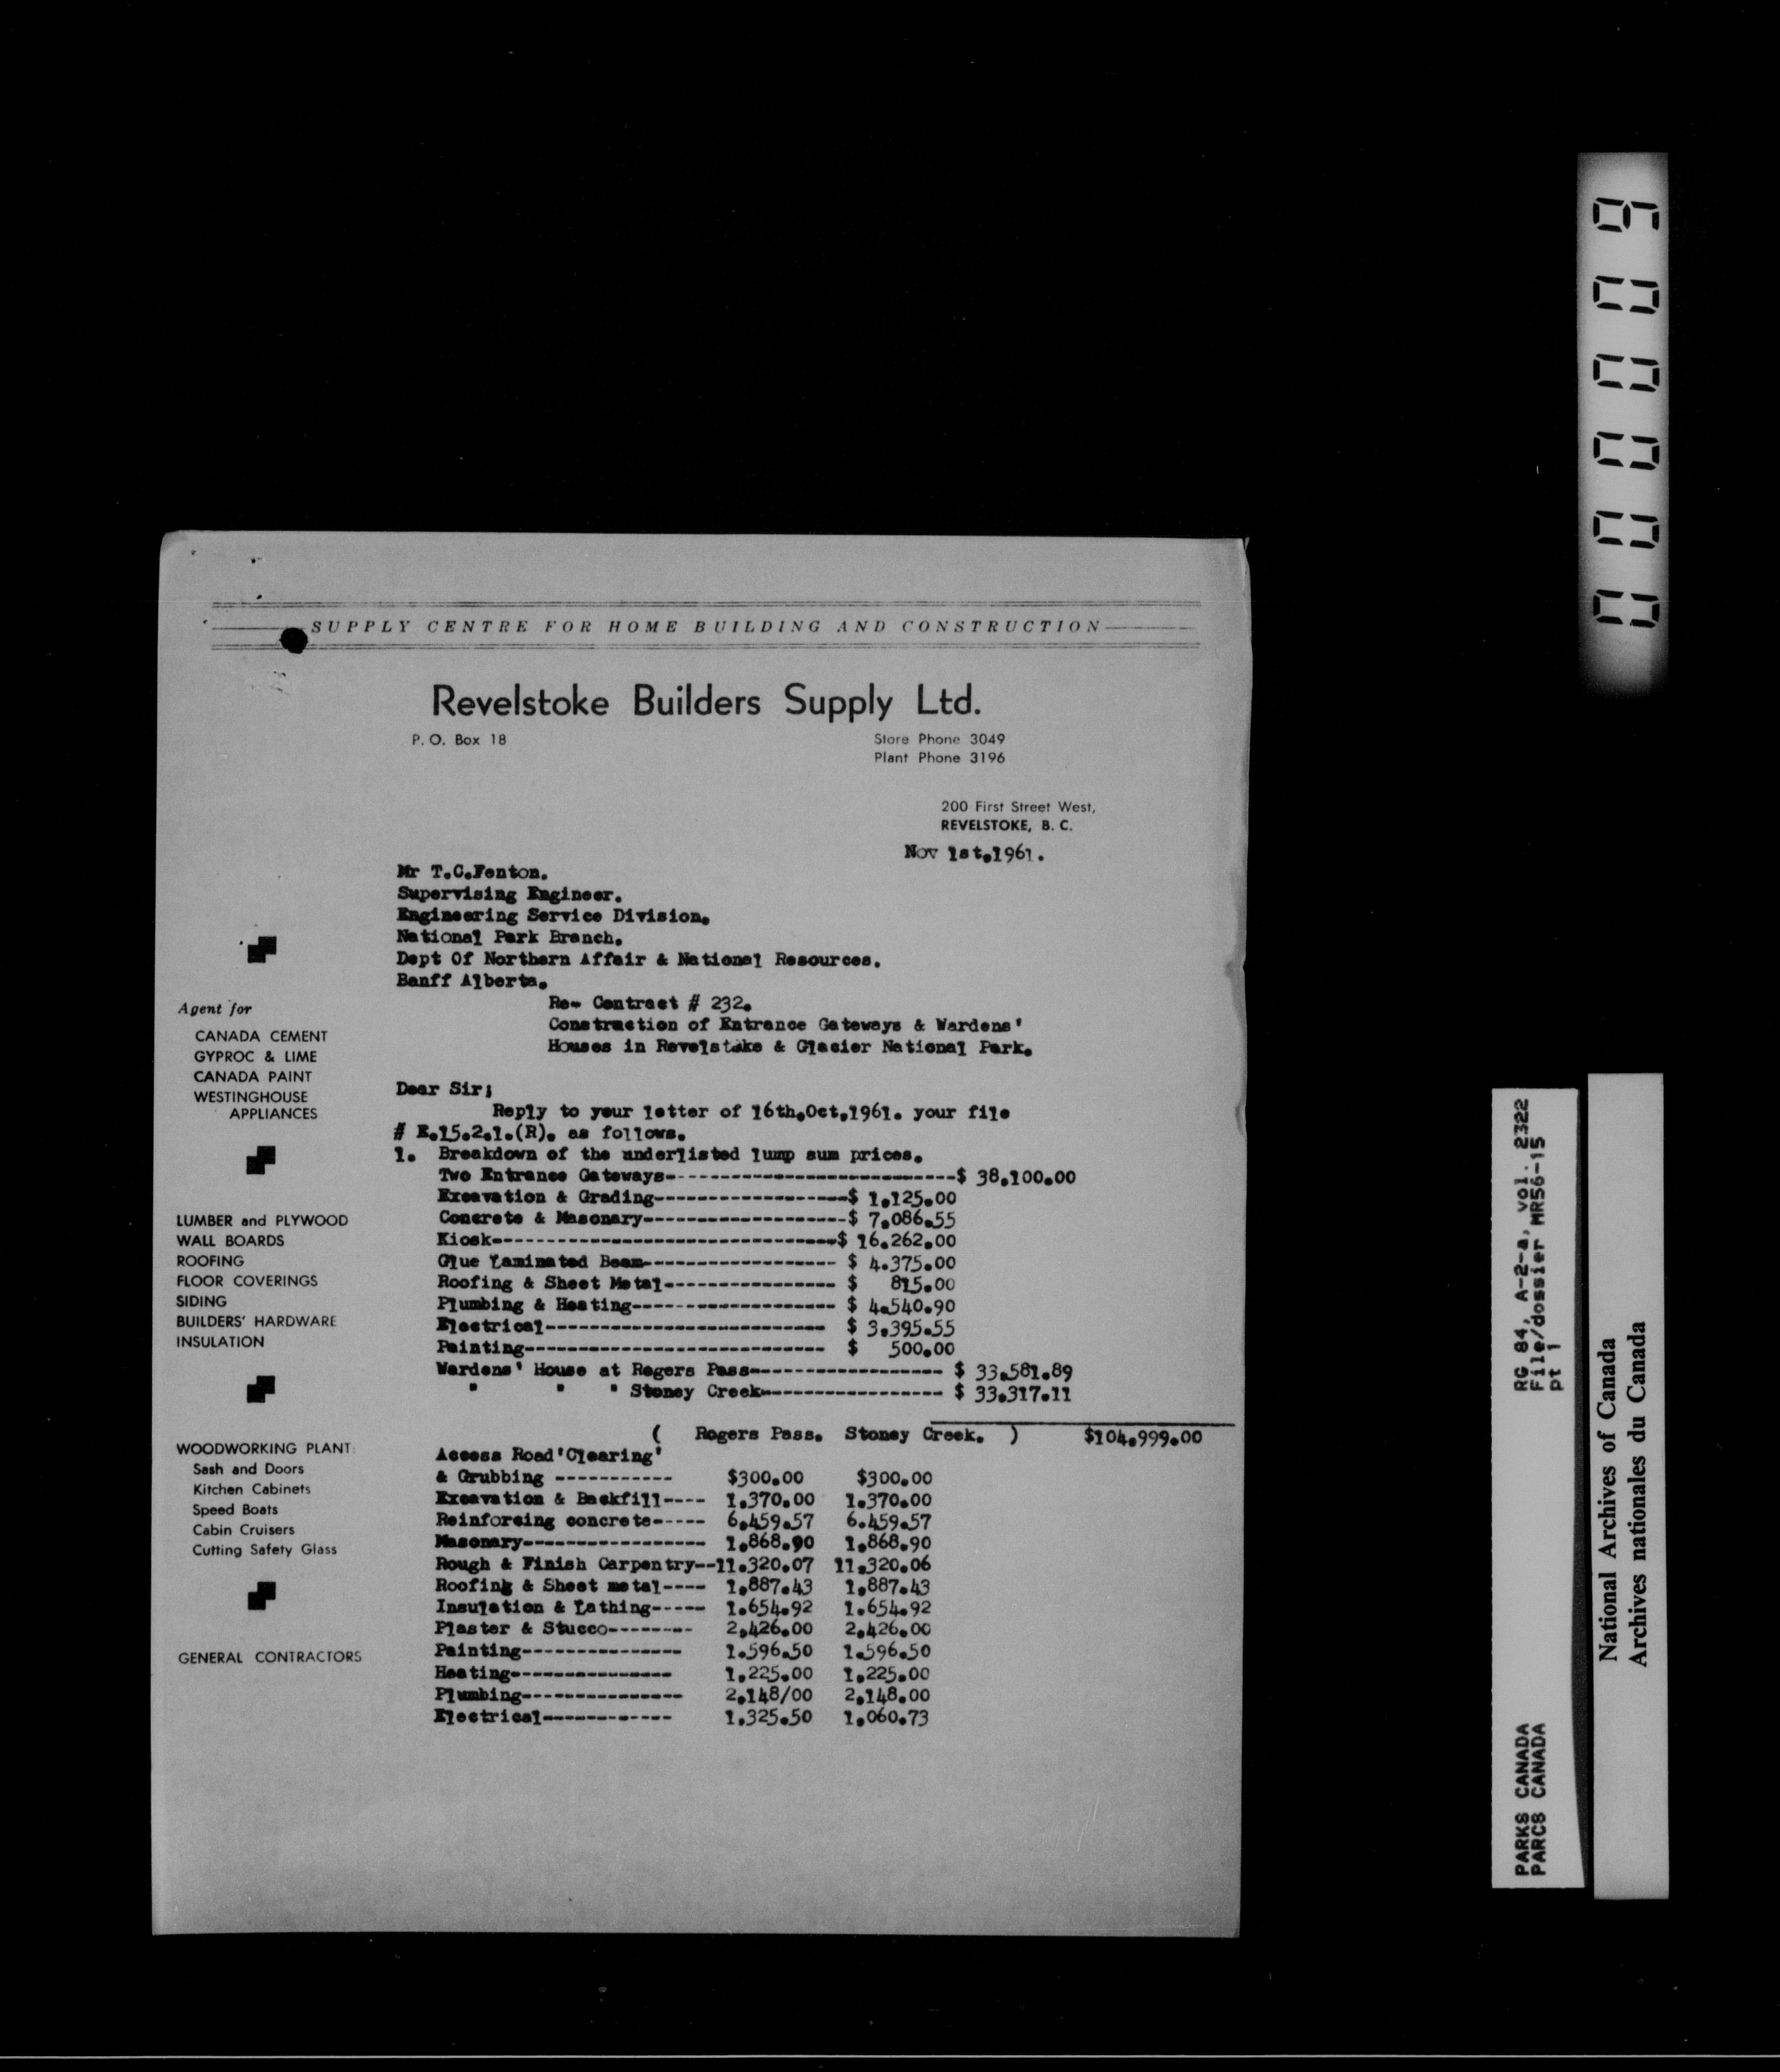 SUPPLY CENTRE FOR HOME BUILDING AND CONSTRUCTION
Revelstoke Builders Supply Ltd.
P. O. Box 18
Store Phone 3049
Plant Phone 3196
200 First Street West,
REVELSTOKE, B. C.
Nov 1st.1961.
Mr T.C.Fenton.
Supervising Engineer.
Engineering Service Division.
National Park Branch.
Dept Of Northern Affair & National Resources.
Banff Alberta.
Re- Contract # 232.
Construction of Entrance Gateways & Wardens'
Houses in Revelstoke & Glacier National Park.
Dear Sir;
Reply to your letter of 16th.Oct.1961. your file
# E.15.2.1.(R). as follows.
1. Breakdown of the underlisted lump sum prices.
Two Entrance Gateways----------------------------$ 38.100.00
Excavation & Grading-------------------$ 1.125.00
Concrete & Masonary--------------------$ 7.086.55
Kiosk---------------------------------$ 16.262.00
Glue Laminated Beam------------------- $ 4.375.00
Roofing & Sheet Metal----------------- $ 815.00
Plumbing & Heating-------------------- $ 4.540.90
Electrical--------------------------- $ 3.395.55
Painting----------------------------- $ 500.00
Wardens' House at Rogers Pass------------------- $ 33.581.89
" " " Stoney Creek------------------ $ 33.317.11
( Rogers Pass. Stoney Creek. ) $104.999.00
Access Road'Clearing'
& Grubbing ----------- $300.00 $300.00
Excavation & Backfill---- 1.370.00 1.370.00
Reinforcing concrete----- 6.459.57 6.459.57
Masonary----------------- 1.868.90 1.868.90
Rough & Finish Carpentry--11.320.07 11.320.06
Roofing & Sheet metal---- 1.887.43 1.887.43
Insulation & Lathing----- 1.654.92 1.654.92
Plaster & Stucco-------- 2.426.00 2.426.00
Painting--------------- 1.596.50 1.596.50
Heating--------------- 1.225.00 1.225.00
Plumbing--------------- 2.148/00 2.148.00
Electrical------------ 1.325.50 1.060.73
Agent for
CANADA CEMENT
GYPROC & LIME
CANADA PAINT
WESTINGHOUSE
APPLIANCES
LUMBER and PLYWOOD
WALL BOARDS
ROOFING
FLOOR COVERINGS
SIDING
BUILDERS' HARDWARE
INSULATION
WOODWORKING PLANT
Sash and Doors
Kitchen Cabinets
Speed Boats
Cabin Cruisers
Cutting Safety Glass
GENERAL CONTRACTORS
000009
PARKS CANADA
PARCS CANADA
RG 84, A-2-a, vol. 2322
File/dossier MR56-15
pt 1
National Archives of Canada
Archives nationales du Canada